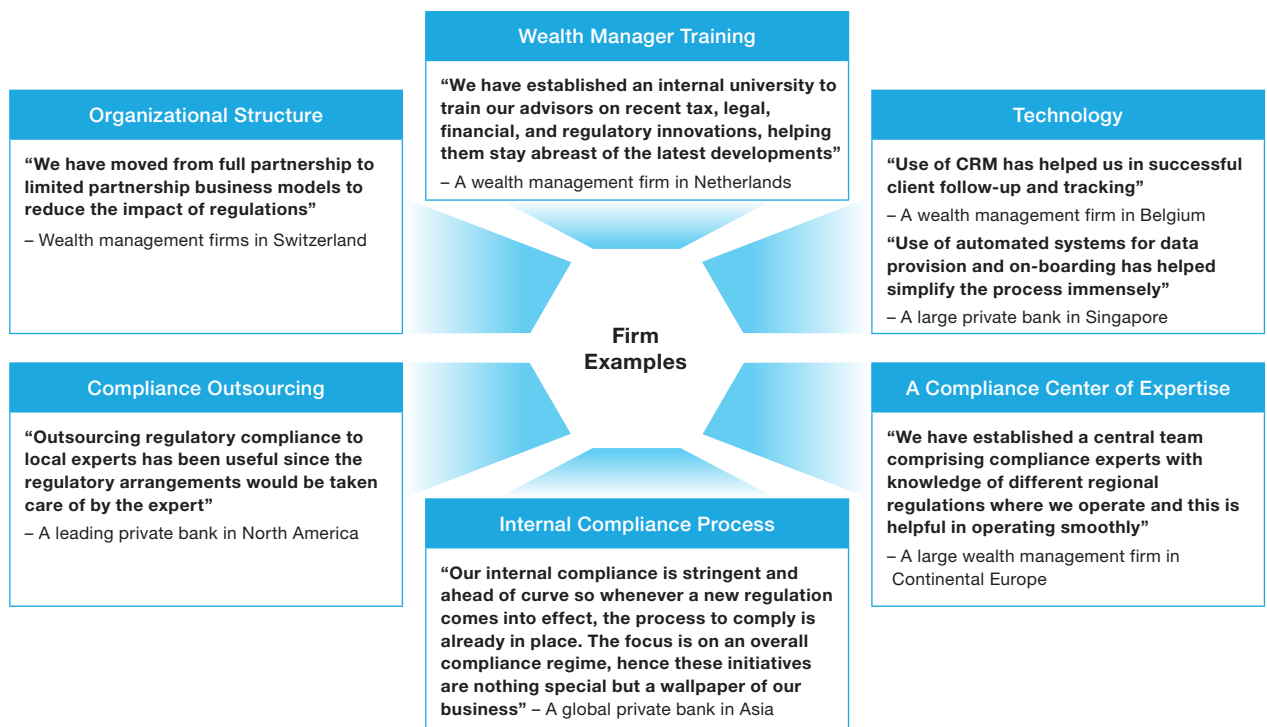 Wealth Manager Training
“We have established an internal university to
train our advisors on recent tax, legal,
financial, and regulatory innovations, helping
them stay abreast of the latest developments”
– A wealth management firm in Netherlands
Organizational Structure
“We have moved from full partnership to
limited partnership business models to
reduce the impact of regulations”
– Wealth management firms in Switzerland
Technology
“Use of CRM has helped us in successful
client follow-up and tracking”
– A wealth management firm in Belgium
“Use of automated systems for data
provision and on-boarding has helped
simplify the process immensely”
– A large private bank in Singapore
Firm
Examples
Compliance Outsourcing
“Outsourcing regulatory compliance to
local experts has been useful since the
regulatory arrangements would be taken
care of by the expert”
– A leading private bank in North America
A Compliance Center of Expertise
“We have established a central team
comprising compliance experts with
knowledge of different regional
regulations where we operate and this is
helpful in operating smoothly”
– A large wealth management firm in
Continental Europe
Internal Compliance Process
“Our internal compliance is stringent and
ahead of curve so whenever a new regulation
comes into effect, the process to comply is
already in place. The focus is on an overall
compliance regime, hence these initiatives
are nothing special but a wallpaper of our
business” – A global private bank in Asia